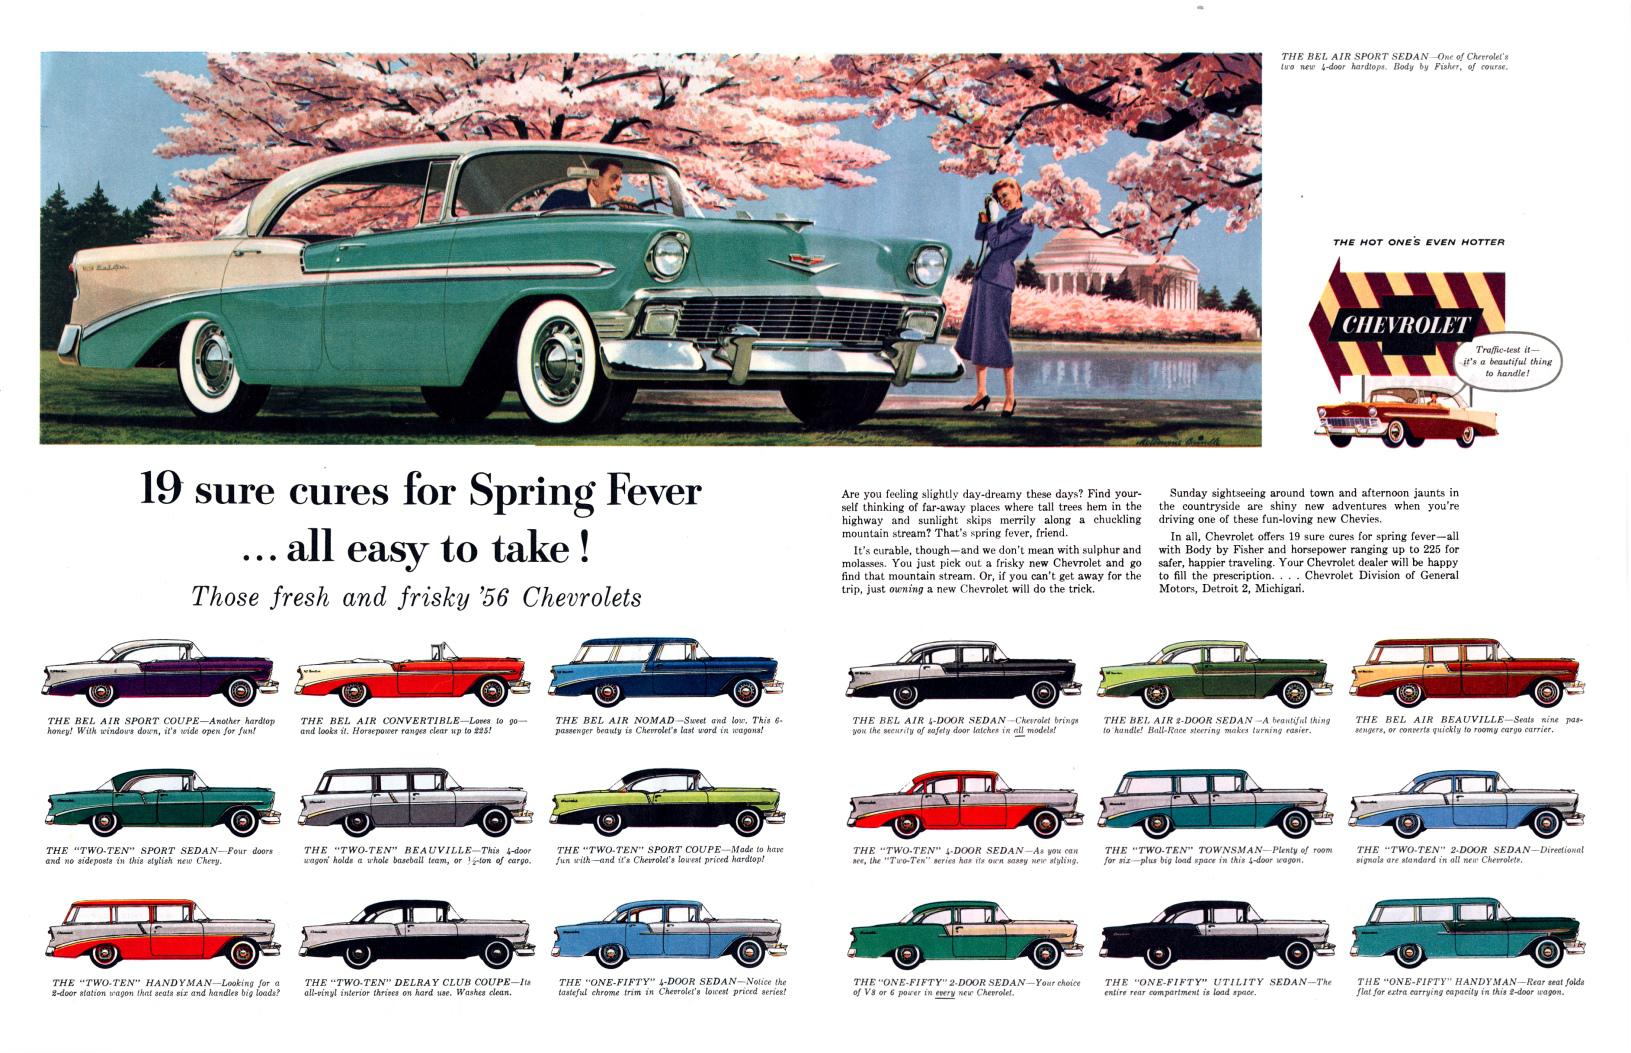 THE BEL AIR SPORT SEDAN—One of Chevrolet's
two new 4-door hardtops. Body by Fisher, of course.
Bel Air
THE HOT ONE'S EVEN HOTTER
CHEVROLET
Traffic-test it—
it's a beautiful thing
to handle!
19 sure cures for Spring Fever
...all easy to take!
Those fresh and frisky '56 Chevrolets
Are you feeling slightly day-dreamy these days? Find your-
self thinking of far-away places where tall trees hem in the
highway and sunlight skips merrily along a chuckling
mountain stream? That's spring fever, friend.
It's curable, though—and we don't mean with sulphur and
molasses. You just pick out a frisky new Chevrolet and go
find that mountain stream. Or, if you can't get away for the
trip, just owning a new Chevrolet will do the trick.
Sunday sightseeing around town and afternoon jaunts in
the countryside are shiny new adventures when you're
driving one of these fun-loving new Chevies.
In all, Chevrolet offers 19 sure cures for spring fever—all
with Body by Fisher and horsepower ranging up to 225 for
safer, happier traveling. Your Chevrolet dealer will be happy
to fill the prescription. . . . Chevrolet Division of General
Motors, Detroit 2, Michigan.
THE BEL AIR SPORT COUPE—Another hardtop
honey! With windows down, it's wide open for fun!
THE BEL AIR CONVERTIBLE—Loves to go—
and looks it. Horsepower ranges clear up to 225!
THE BEL AIR NOMAD—Sweet and low. This 6-
passenger beauty is Chevrolet's last word in wagons!
THE BEL AIR 4-DOOR SEDAN—Chevrolet brings
you the security of safety door latches in all models!
THE BEL AIR 2-DOOR SEDAN—A beautiful thing
to handle! Ball-Race steering makes turning easier.
THE BEL AIR BEAUVILLE—Seats nine pas-
sengers, or converts quickly to roomy cargo carrier.
THE "TWO-TEN" SPORT SEDAN—Four doors
and no sideposts in this stylish new Chevy.
THE "TWO-TEN" BEAUVILLE—This 4-door
wagon holds a whole baseball team, or ½-ton of cargo.
THE "TWO-TEN" SPORT COUPE—Made to have
fun with—and it's Chevrolet's lowest priced hardtop!
THE "TWO-TEN" 4-DOOR SEDAN—As you can
see, the "Two-Ten" series has its own sassy new styling.
THE "TWO-TEN" TOWNSMAN—Plenty of room
for six—plus big load space in this 4-door wagon.
THE "TWO-TEN" 2-DOOR SEDAN—Directional
signals are standard in all new Chevrolets.
THE "TWO-TEN" HANDYMAN—Looking for a
2-door station wagon that seats six and handles big loads?
THE "TWO-TEN" DELRAY CLUB COUPE—Its
all-vinyl interior thrives on hard use. Washes clean.
THE "ONE-FIFTY" 4-DOOR SEDAN—Notice the
tasteful chrome trim in Chevrolet's lowest priced series!
THE "ONE-FIFTY" 2-DOOR SEDAN—Your choice
of V8 or 6 power in every new Chevrolet.
THE "ONE-FIFTY" UTILITY SEDAN—The
entire rear compartment is load space.
THE "ONE-FIFTY" HANDYMAN—Rear seat folds
flat for extra carrying capacity in this 2-door wagon.